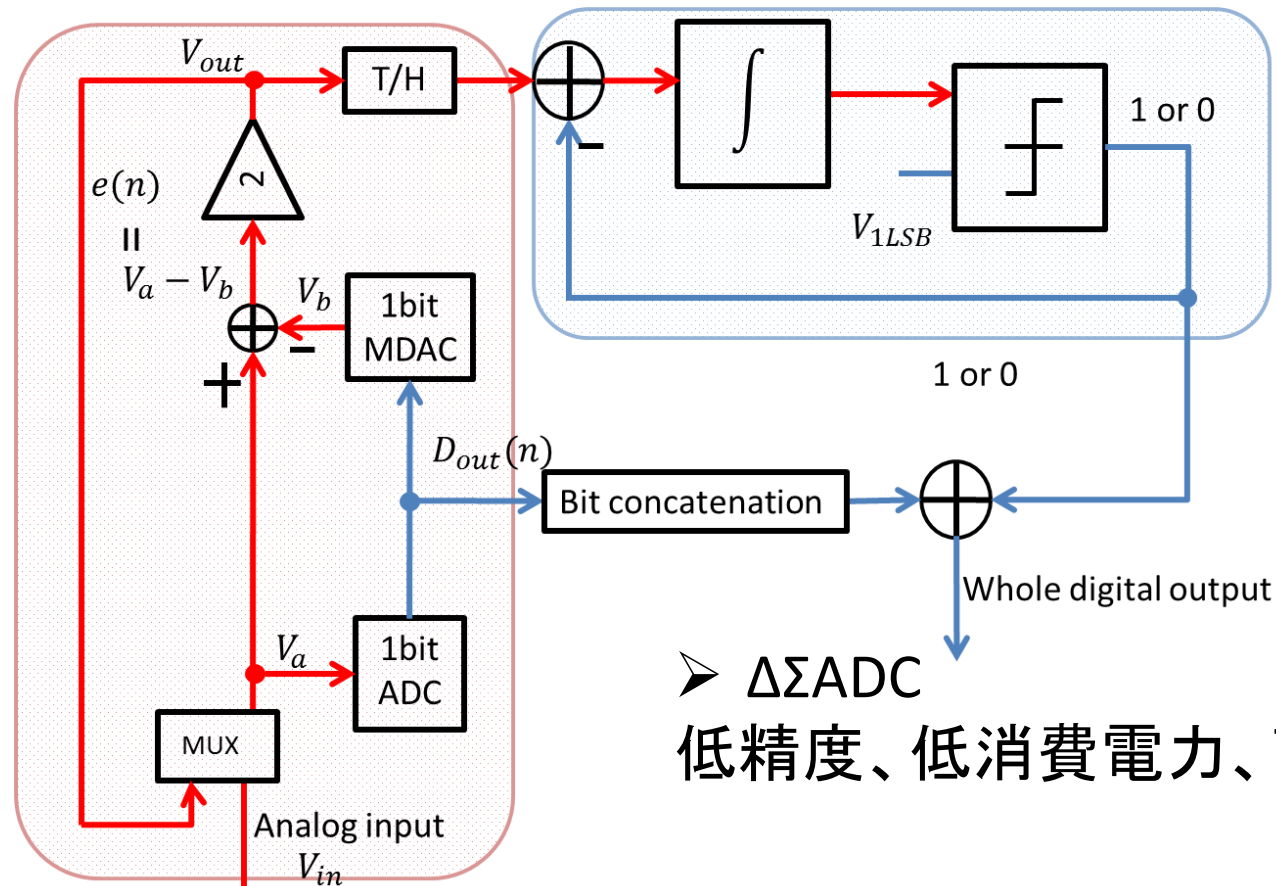 V_out
T/H
∫
1 or 0
2
e(n)
=
V_a − V_b
V_b
−
+
1bit
MDAC
−
V_1LSB
1 or 0
D_out(n)
Bit concatenation
Whole digital output
V_a
1bit
ADC
MUX
Analog input
V_in
➢ ΔΣADC
低精度、低消費電力、